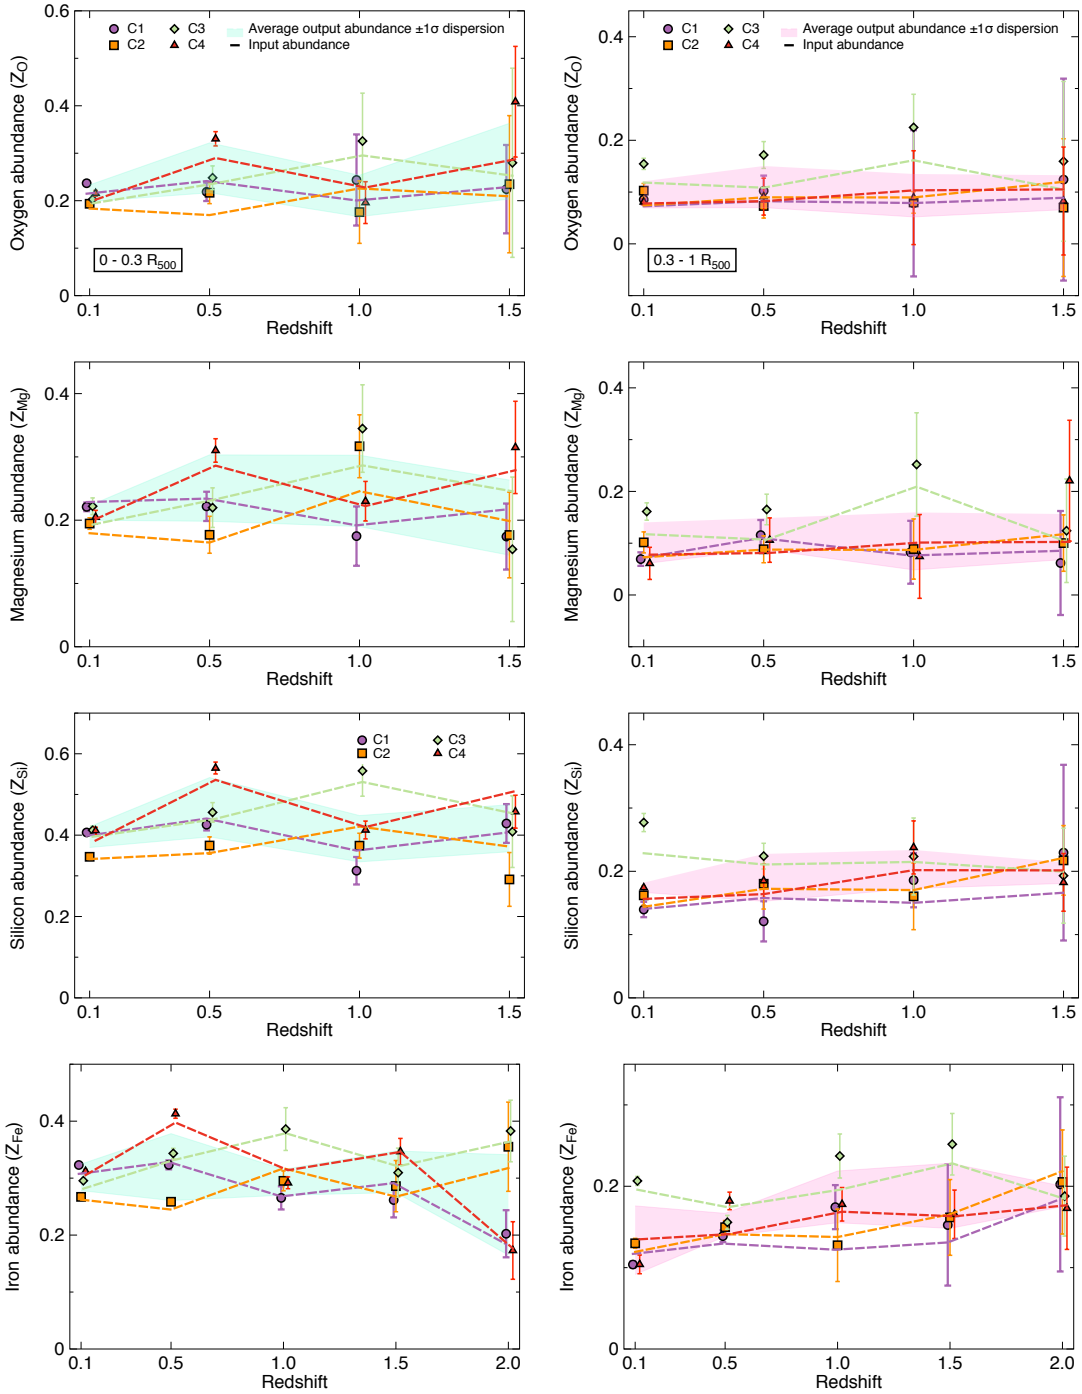 C1
C2
C3
C4
Average output abundance ±1σ dispersion
Input abundance
Oxygen abundance (Z_O)
0.6
0.4
0.2
0
0 - 0.3 R_500
0.1
0.5
1.0
1.5
Redshift
C1
C2
C3
C4
Average output abundance ±1σ dispersion
Input abundance
Oxygen abundance (Z_O)
0.4
0.2
0
0.3 - 1 R_500
0.1
0.5
1.0
1.5
Redshift
Magnesium abundance (Z_Mg)
0.4
0.2
0
0.1
0.5
1.0
1.5
Redshift
Magnesium abundance (Z_Mg)
0.4
0.2
0
0.1
0.5
1.0
1.5
Redshift
C1
C2
C3
C4
Silicon abundance (Z_Si)
0.6
0.4
0.2
0
0.1
0.5
1.0
1.5
Redshift
Silicon abundance (Z_Si)
0.4
0.2
0
0.1
0.5
1.0
1.5
Redshift
Iron abundance (Z_Fe)
0.4
0.2
0
0.1
0.5
1.0
1.5
2.0
Redshift
Iron abundance (Z_Fe)
0.2
0
0.1
0.5
1.0
1.5
2.0
Redshift